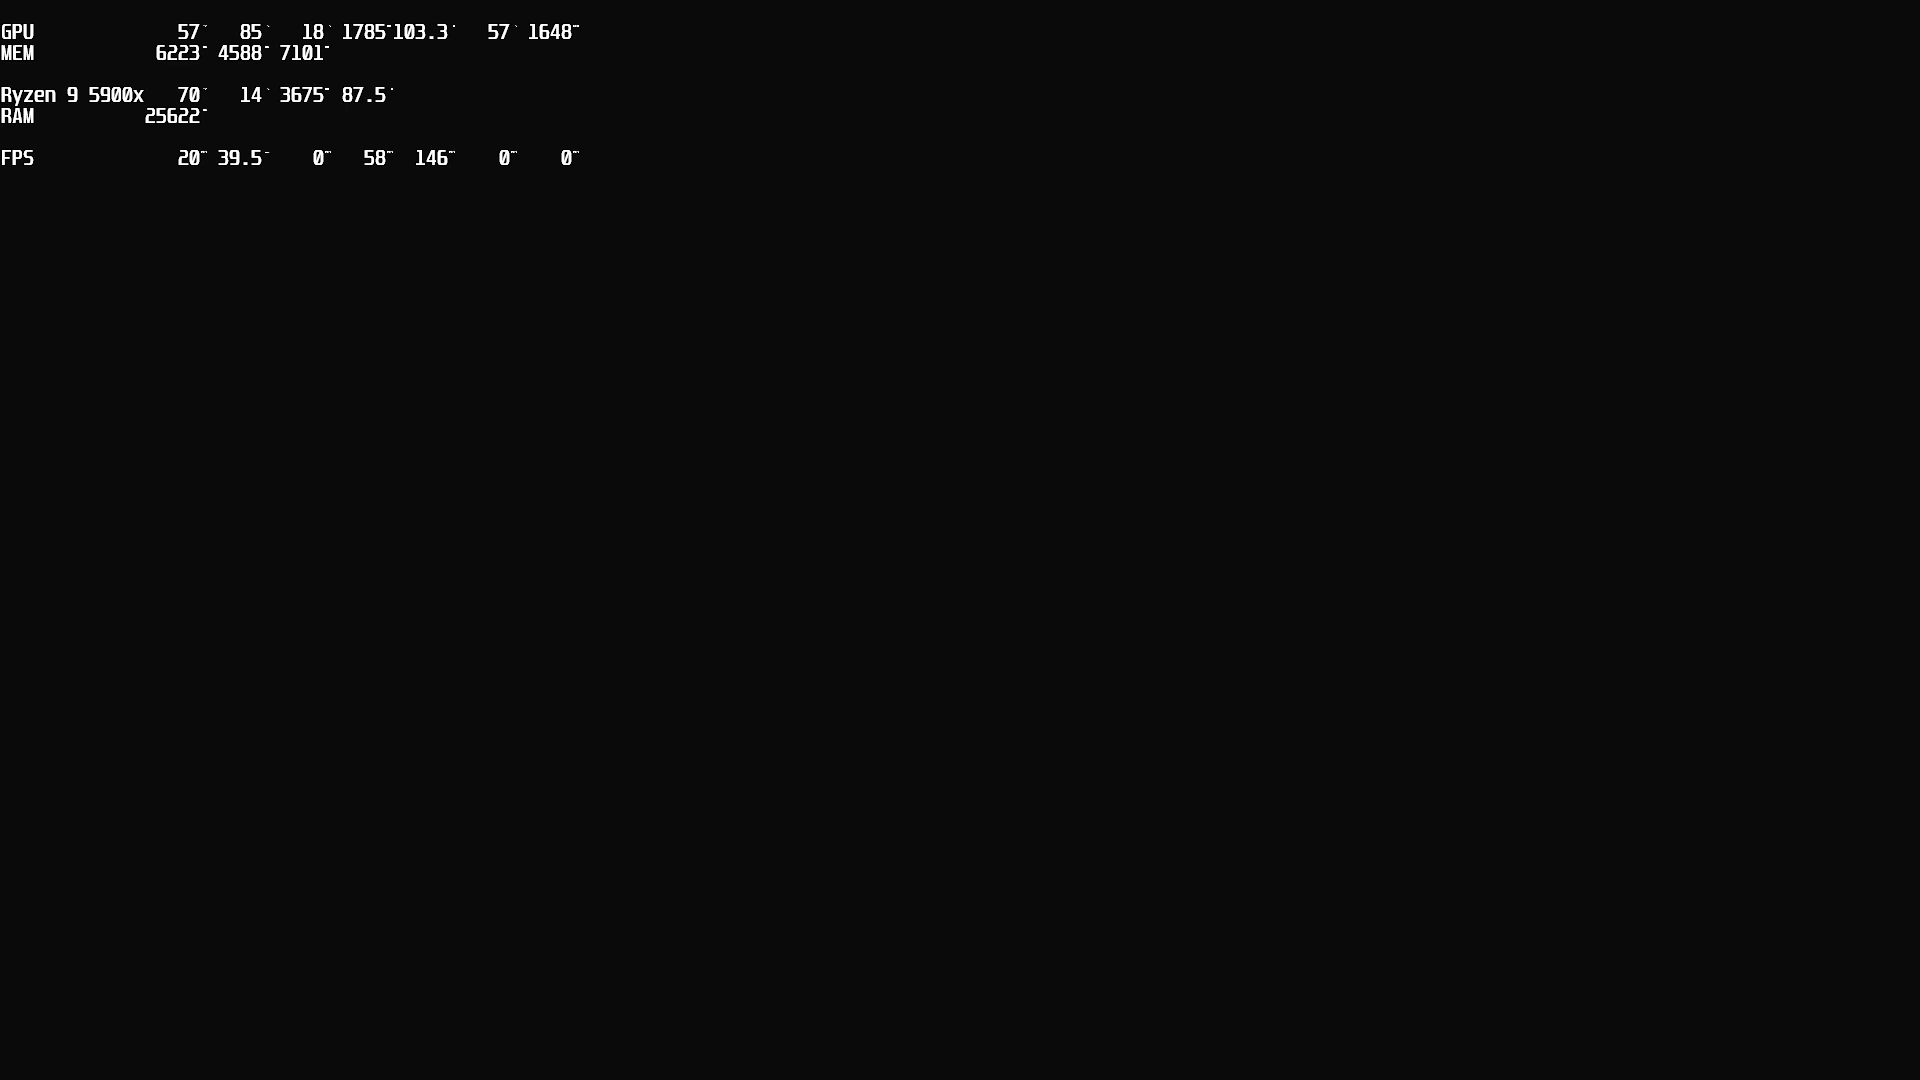 GPU 57 85 18 1785 103.3 57 1648
MEM 6223 4588 7101
Ryzen 9 5900x 70 14 3675 87.5
RAM 25622
FPS 20 39.5 0 58 146 0 0